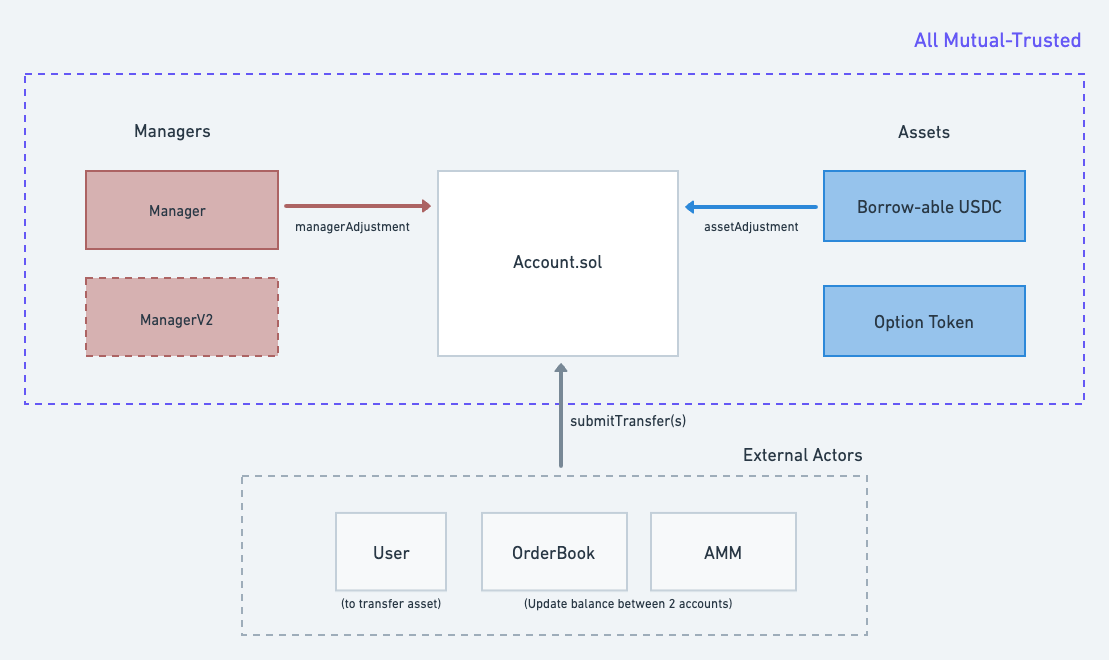 All Mutual-Trusted
Managers
Assets
Manager
managerAdjustment
Account.sol
assetAdjustment
Borrow-able USDC
ManagerV2
Option Token
submitTransfer(s)
External Actors
User
OrderBook
AMM
(to transfer asset)
(Update balance between 2 accounts)